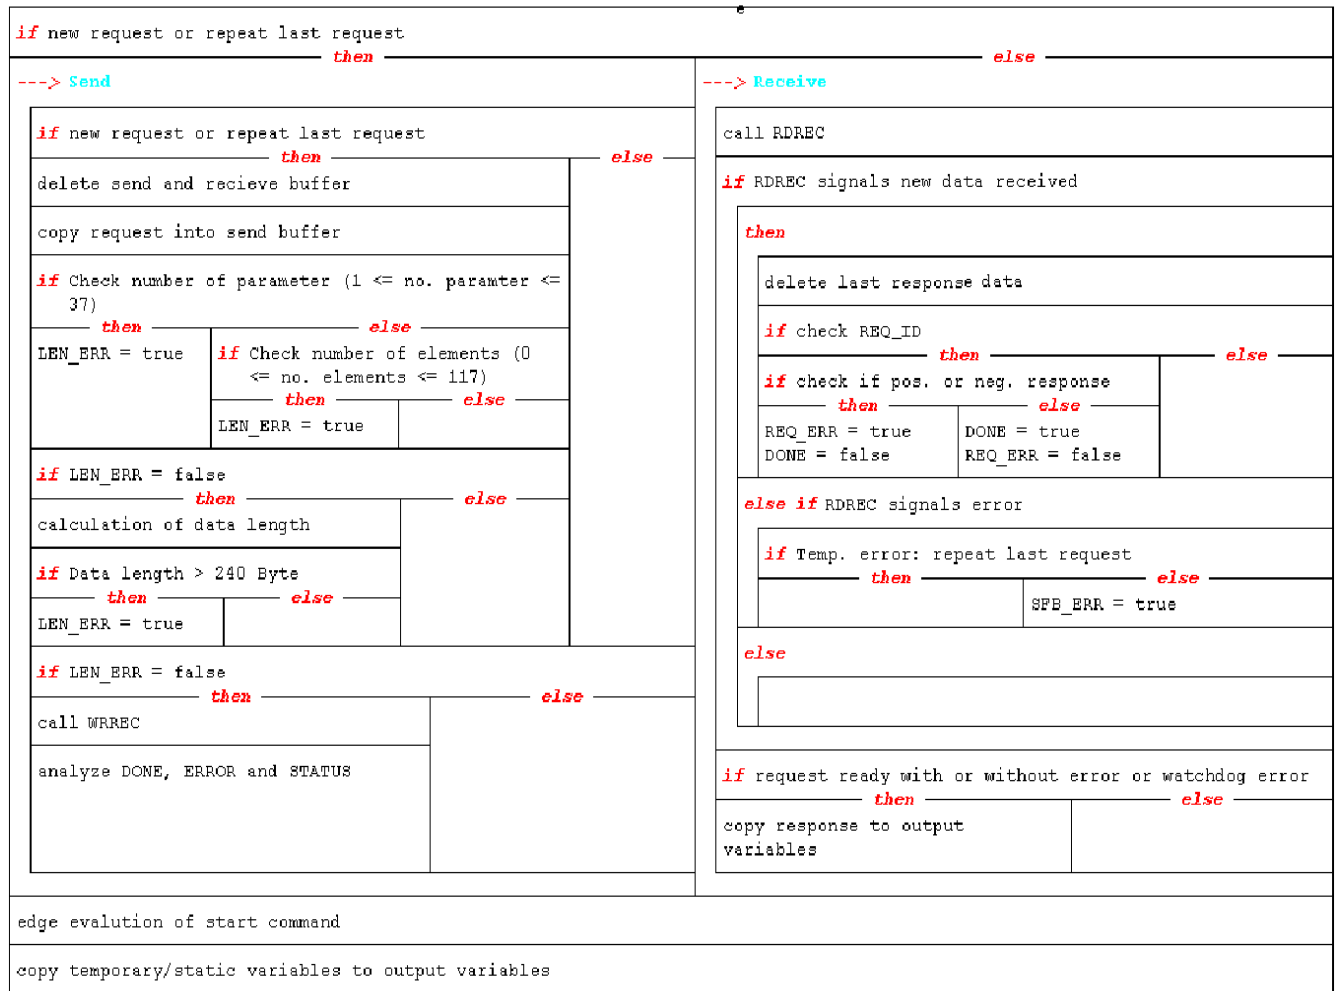 e
if new request or repeat last request
then else
---> Send
if new request or repeat last request
then else
delete send and recieve buffer
copy request into send buffer
if Check number of parameter (1 <= no. paramter <=
37)
then else
LEN_ERR = true
if Check number of elements (0
<= no. elements <= 117)
then else
LEN_ERR = true
if LEN_ERR = false
then else
calculation of data length
if Data length > 240 Byte
then else
LEN_ERR = true
if LEN_ERR = false
then else
call WRREC
analyze DONE, ERROR and STATUS
---> Receive
call RDREC
if RDREC signals new data received
then
delete last response data
if check REQ_ID
then else
if check if pos. or neg. response
then else
REQ_ERR = true
DONE = false
DONE = true
REQ_ERR = false
else if RDREC signals error
if Temp. error: repeat last request
then else
SFB_ERR = true
else
if request ready with or without error or watchdog error
then else
copy response to output
variables
edge evalution of start command
copy temporary/static variables to output variables